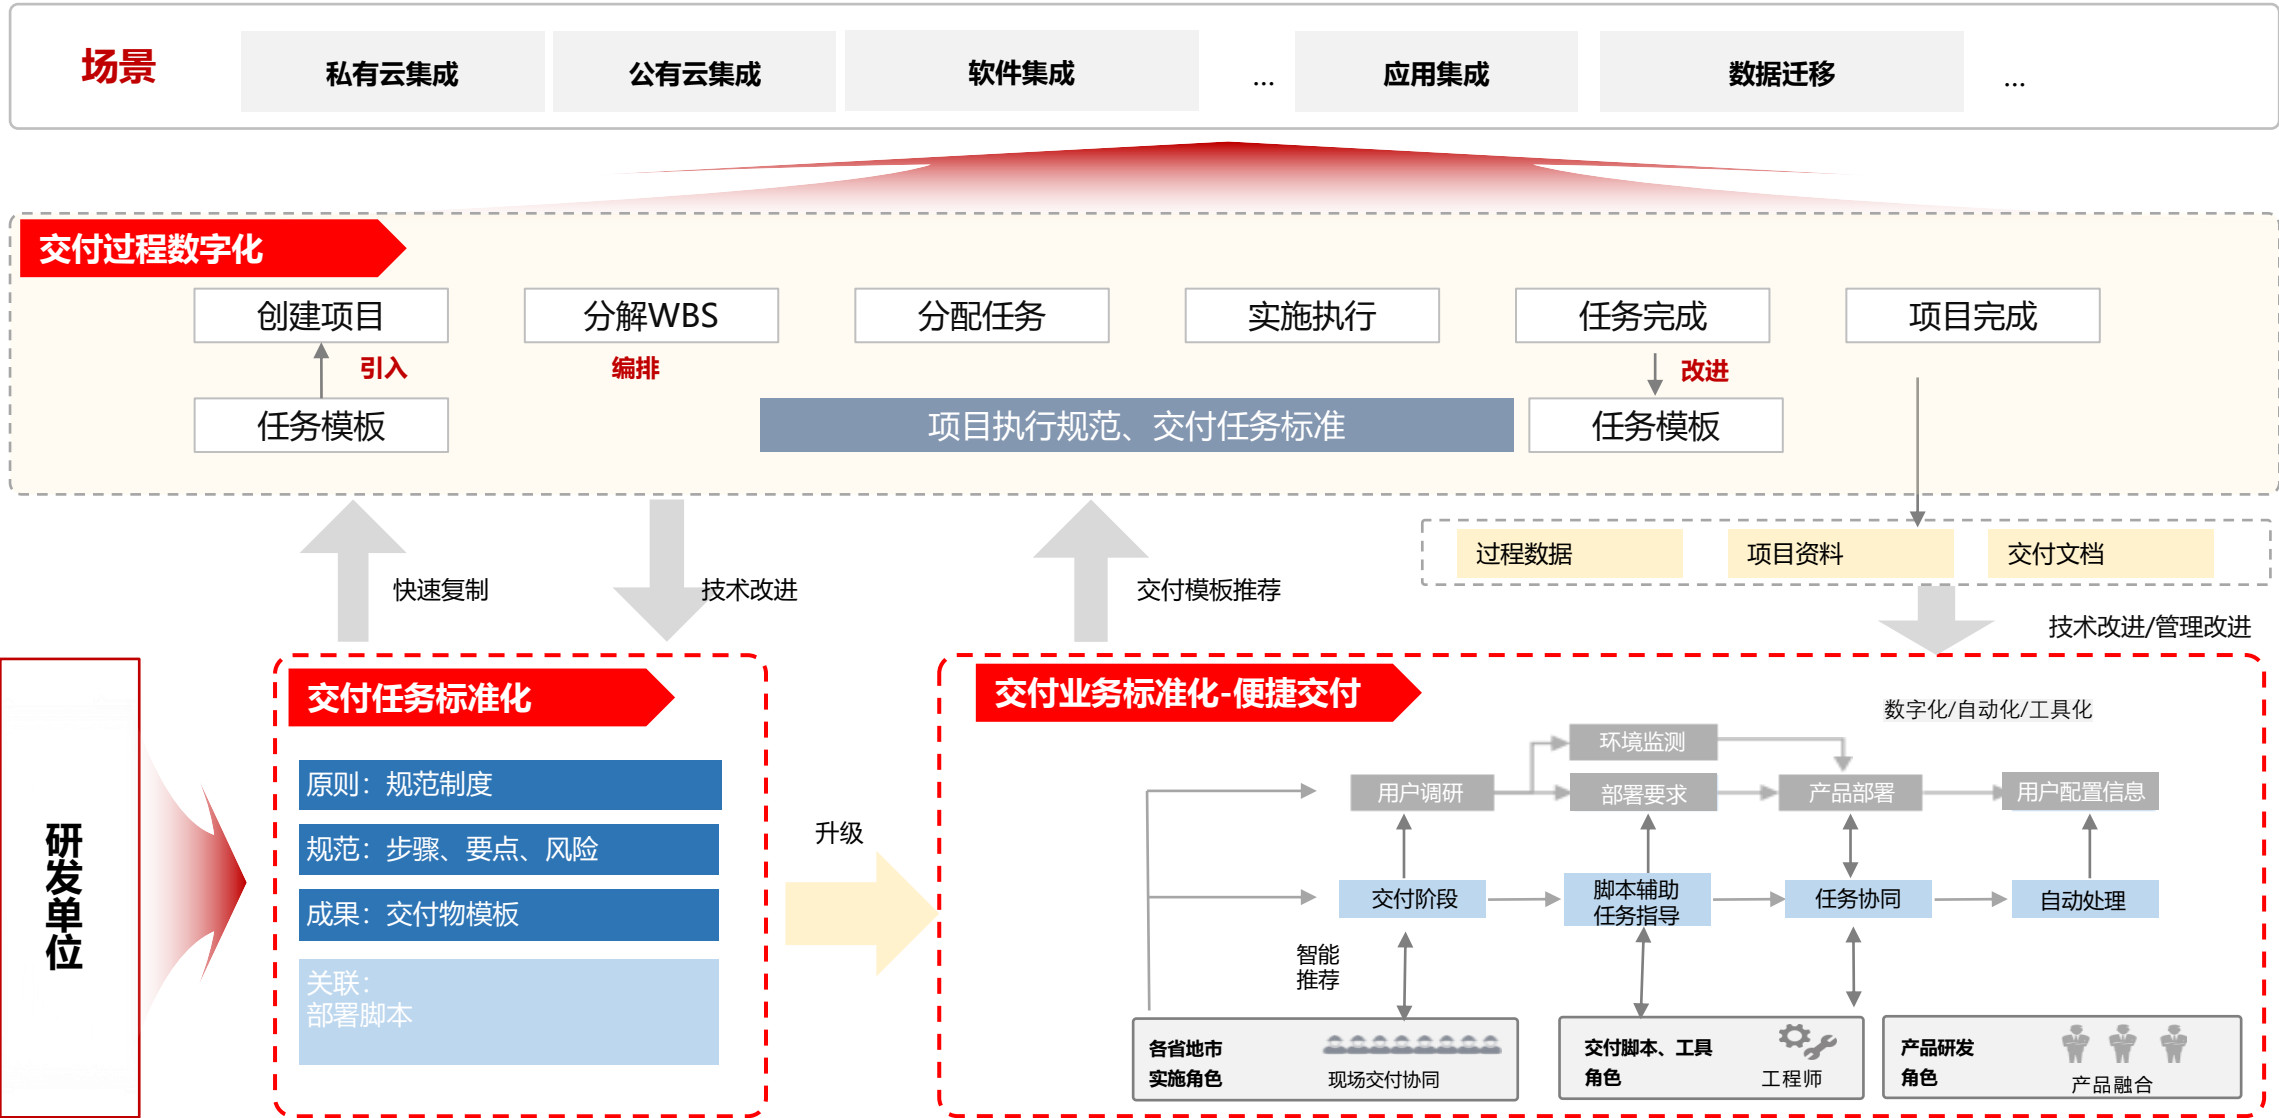 场景
私有云集成
公有云集成
软件集成
...
应用集成
数据迁移
...
交付过程数字化
创建项目
分解WBS
分配任务
实施执行
任务完成
项目完成
引入
编排
改进
任务模板
项目执行规范、交付任务标准
任务模板
过程数据
项目资料
交付文档
快速复制
技术改进
交付模板推荐
技术改进/管理改进
研发单位
交付任务标准化
原则：规范制度
规范：步骤、要点、风险
成果：交付物模板
关联：
部署脚本
升级
交付业务标准化-便捷交付
数字化/自动化/工具化
环境监测
用户调研
部署要求
产品部署
用户配置信息
交付阶段
脚本辅助
任务指导
任务协同
自动处理
智能
推荐
各省地市
实施角色
现场交付协同
交付脚本、工具
角色
工程师
产品研发
角色
产品融合